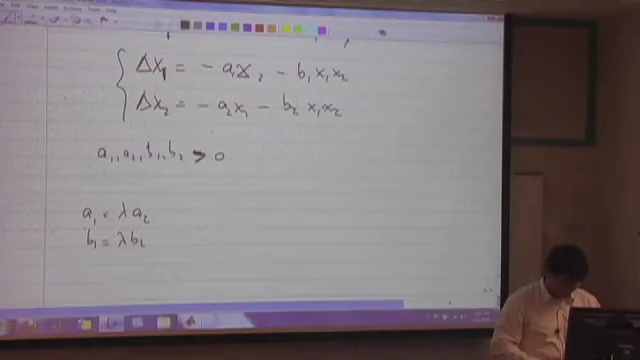 Δx₁ = - a₁x₂ - b₁x₁x₂
Δx₂ = - a₂x₁ - b₂x₁x₂
a₁, a₂, b₁, b₂ > 0
a₁ = λa₂
b₁ = λb₂